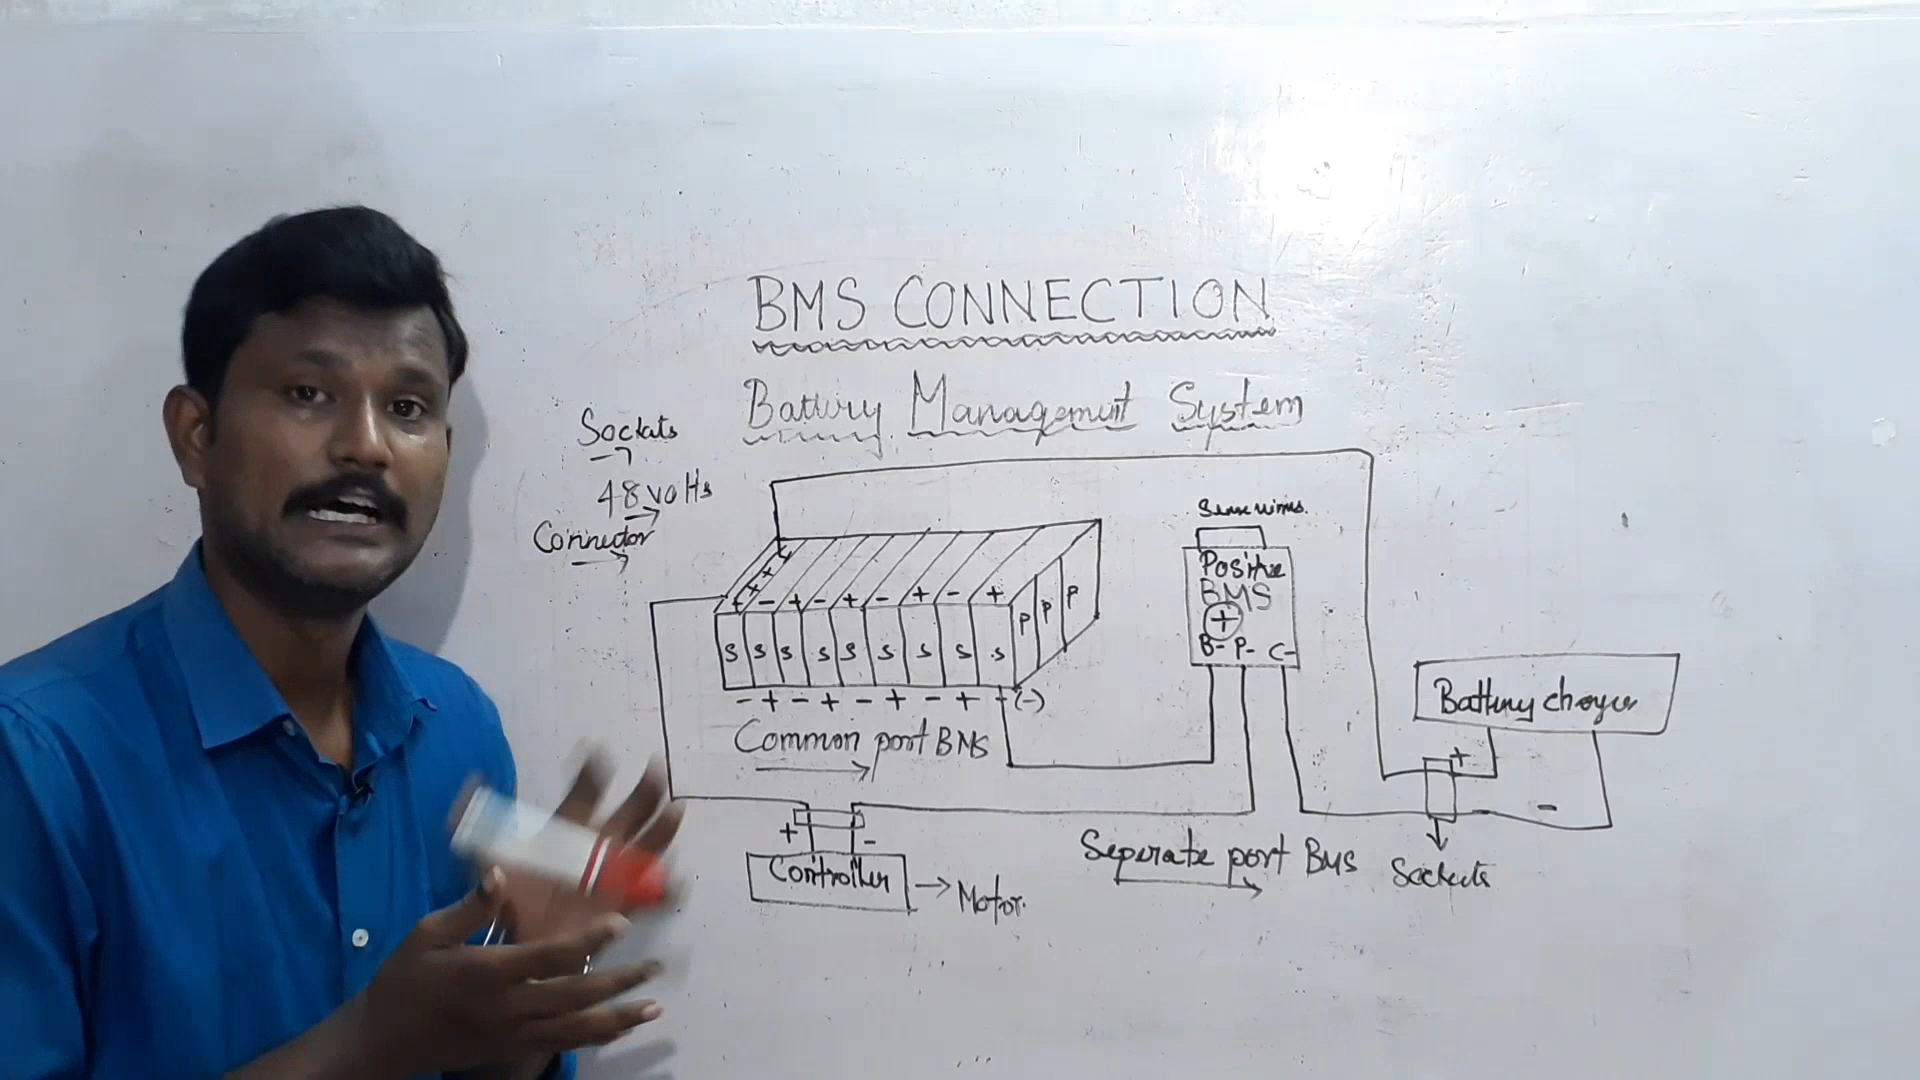 BMS CONNECTION
Battery Management System
Sockets
48 volts
Connector
Sense wires.
Positive
BMS
+
B- P- C-
+ + +
+ - + - + - + - +
S S S S S S S S S
P P P
- + - + - + - + - (-)
Common port BMS
Battery charger
+
-
+ -
Controller
Motor.
Seperate port BMS
Sockets